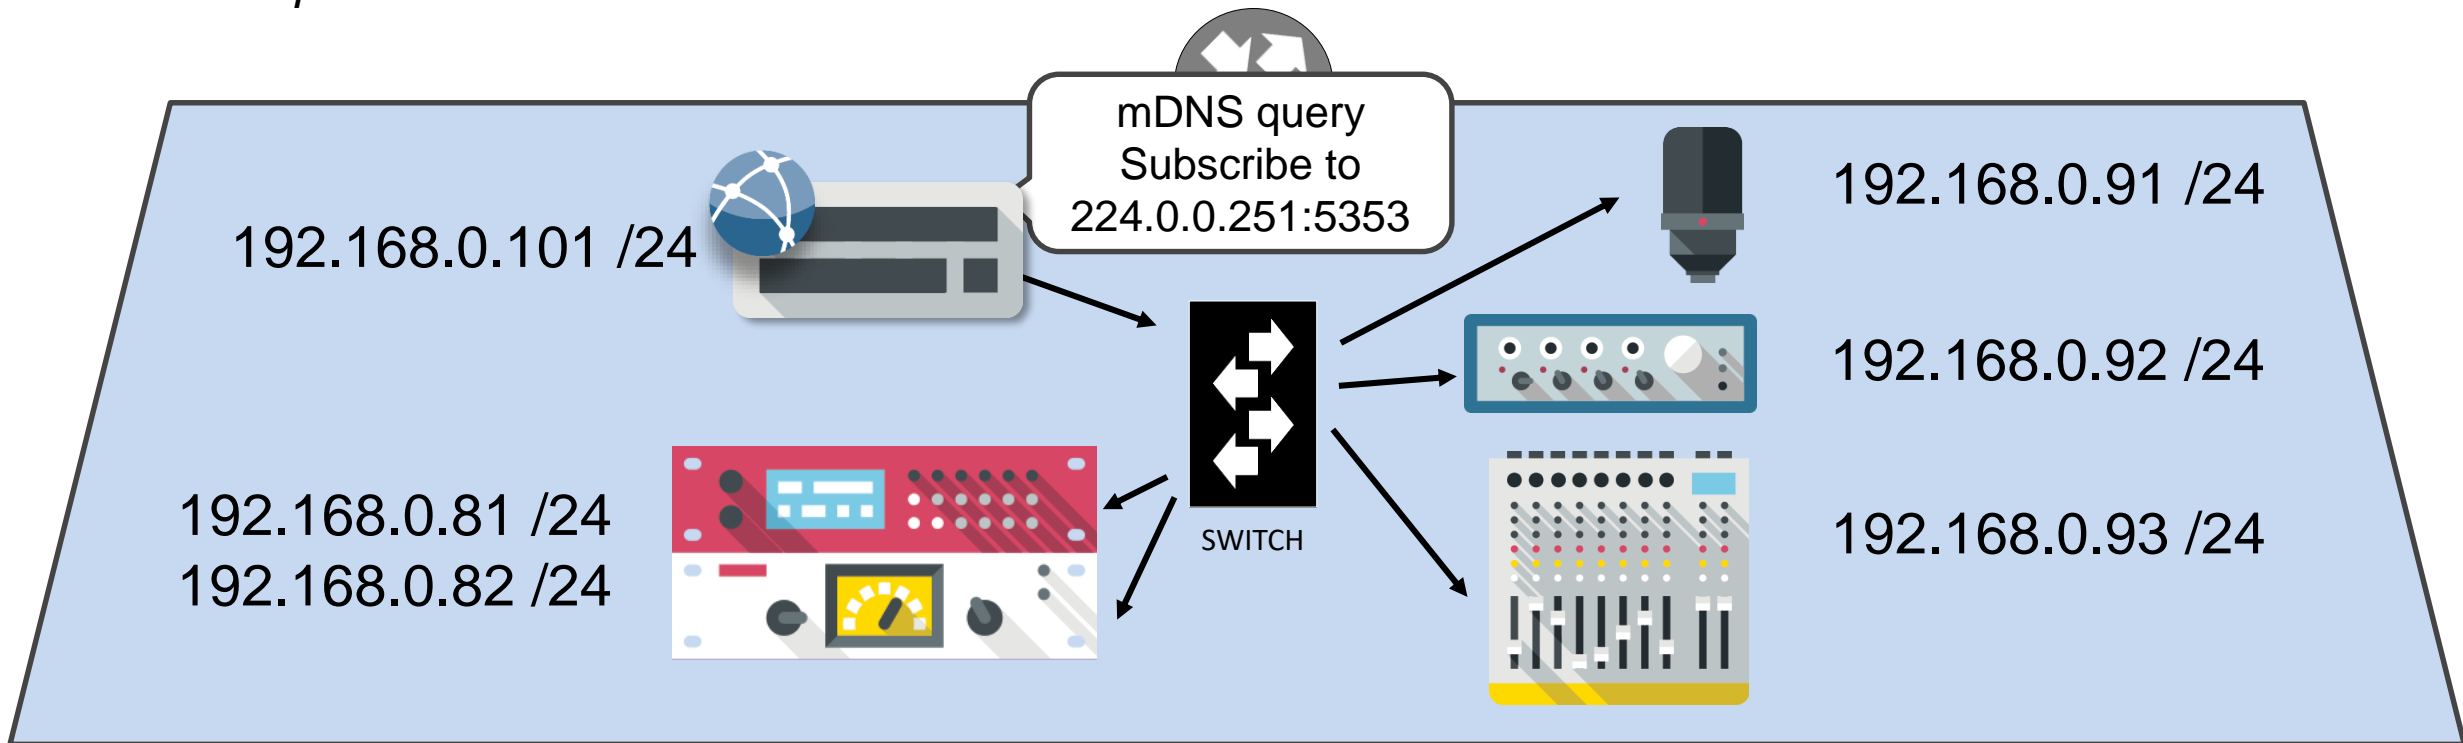 mDNS query
Subscribe to
224.0.0.251:5353
192.168.0.101 /24
192.168.0.91 /24
192.168.0.92 /24
192.168.0.81 /24
192.168.0.82 /24
SWITCH
192.168.0.93 /24